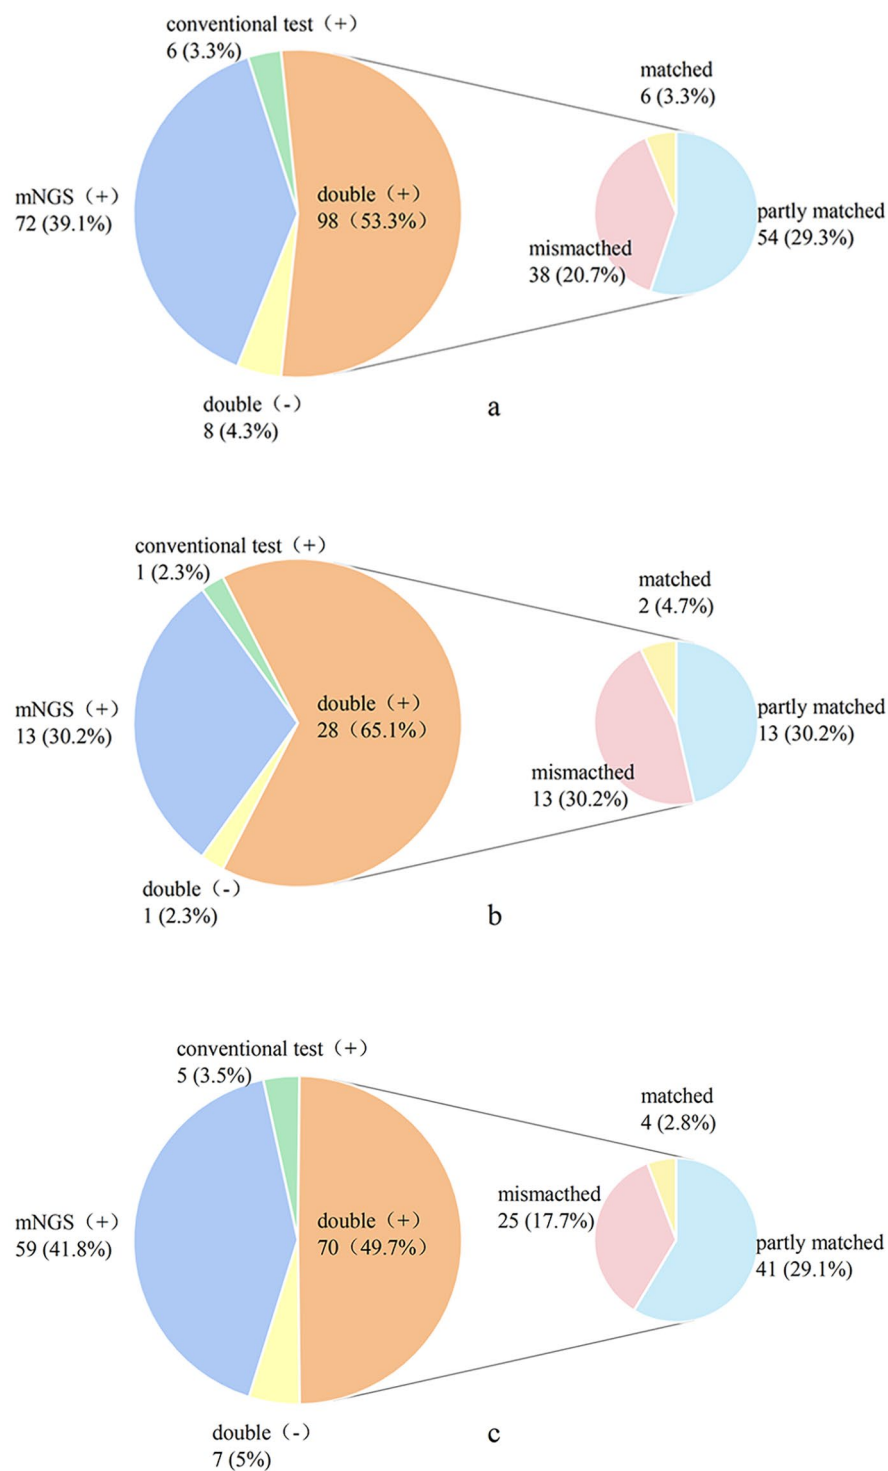 conventional test（+）
6 (3.3%)
matched
6 (3.3%)
mNGS（+）
72 (39.1%)
double（+）
98（53.3%）
partly matched
54 (29.3%)
mismacthed
38 (20.7%)
double（-）
8 (4.3%)
a
conventional test（+）
1 (2.3%)
matched
2 (4.7%)
mNGS（+）
13 (30.2%)
double（+）
28（65.1%）
partly matched
13 (30.2%)
mismacthed
13 (30.2%)
double（-）
1 (2.3%)
b
conventional test（+）
5 (3.5%)
matched
4 (2.8%)
mismacthed
25 (17.7%)
mNGS（+）
59 (41.8%)
double（+）
70（49.7%）
partly matched
41 (29.1%)
double（-）
7 (5%)
c